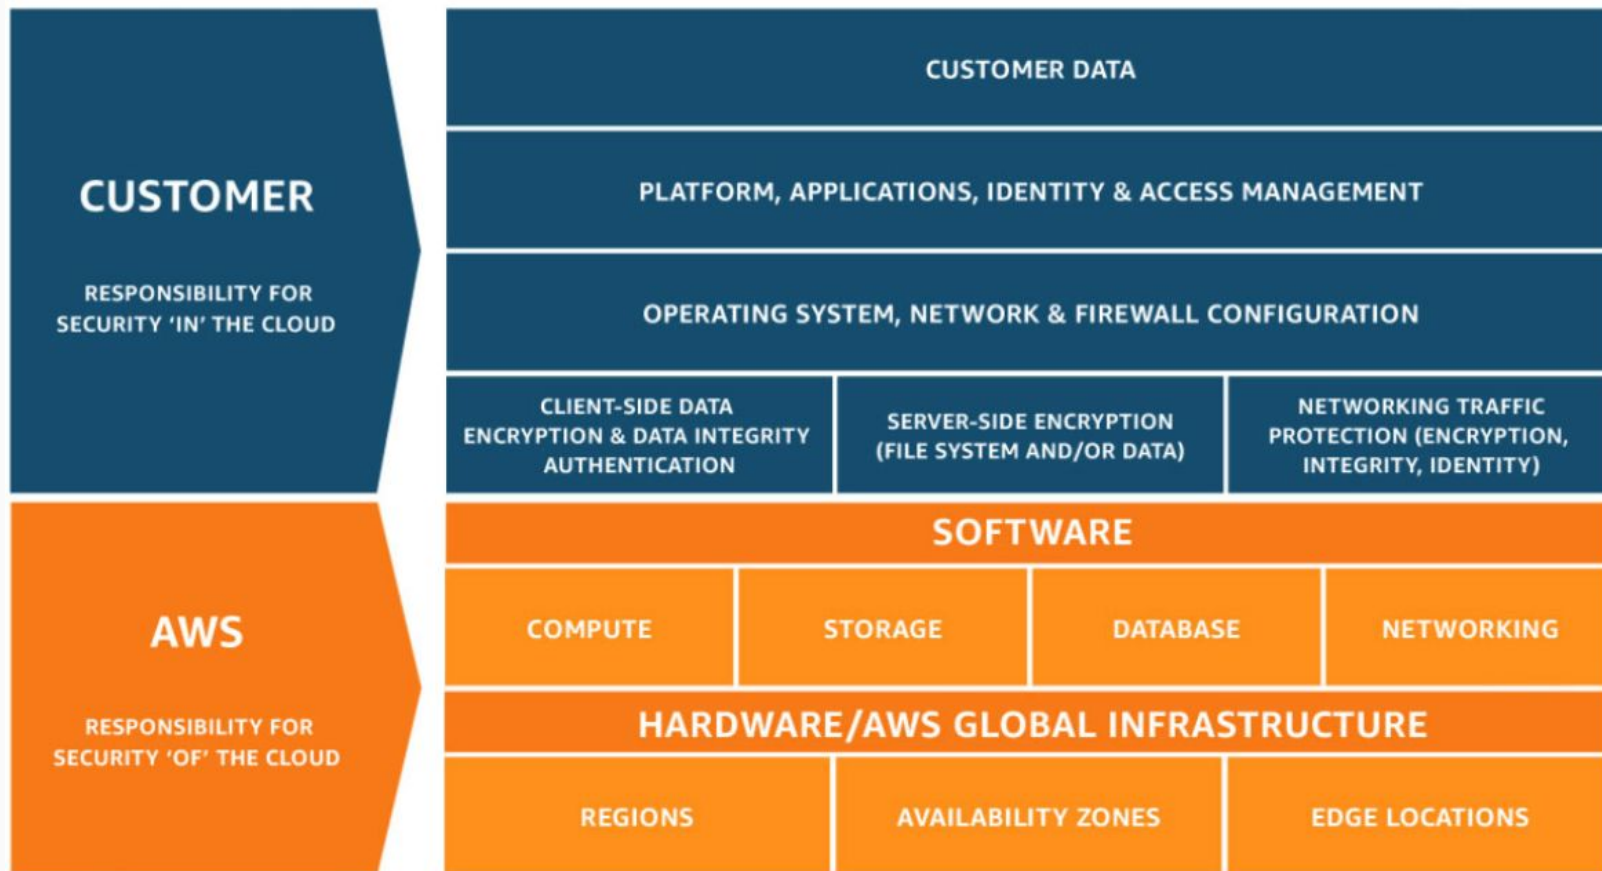 CUSTOMER
RESPONSIBILITY FOR
SECURITY ‘IN’ THE CLOUD
CUSTOMER DATA
PLATFORM, APPLICATIONS, IDENTITY & ACCESS MANAGEMENT
OPERATING SYSTEM, NETWORK & FIREWALL CONFIGURATION
CLIENT-SIDE DATA
ENCRYPTION & DATA INTEGRITY
AUTHENTICATION
SERVER-SIDE ENCRYPTION
(FILE SYSTEM AND/OR DATA)
NETWORKING TRAFFIC
PROTECTION (ENCRYPTION,
INTEGRITY, IDENTITY)
AWS
RESPONSIBILITY FOR
SECURITY ‘OF’ THE CLOUD
SOFTWARE
COMPUTE
STORAGE
DATABASE
NETWORKING
HARDWARE/AWS GLOBAL INFRASTRUCTURE
REGIONS
AVAILABILITY ZONES
EDGE LOCATIONS